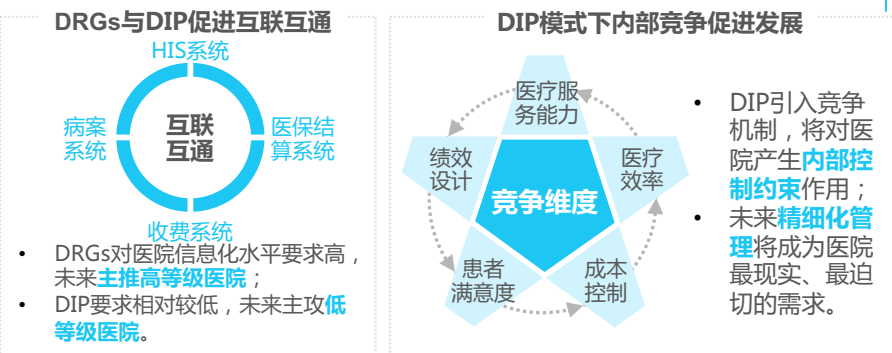 DRGs与DIP促进互联互通
HIS系统
病案
系统
互联
互通
医保结
算系统
收费系统
• DRGs对医院信息化水平要求高，
未来主推高等级医院；
• DIP要求相对较低，未来主攻低
等级医院。
DIP模式下内部竞争促进发展
医疗服
务能力
绩效
设计
医疗
效率
竞争维度
患者
满意度
成本
控制
• DIP引入竞争
机制，将对医
院产生内部控
制约束作用；
• 未来精细化管
理将成为医院
最现实、最迫
切的需求。